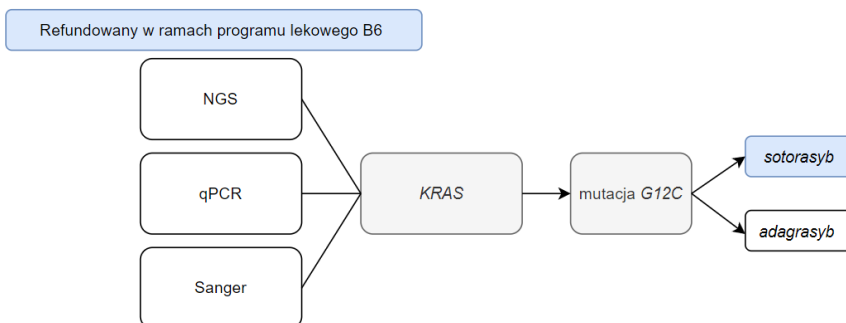 Refundowany w ramach programu lekowego B6
NGS
qPCR
Sanger
KRAS
mutacja G12C
sotorasyb
adagrasyb